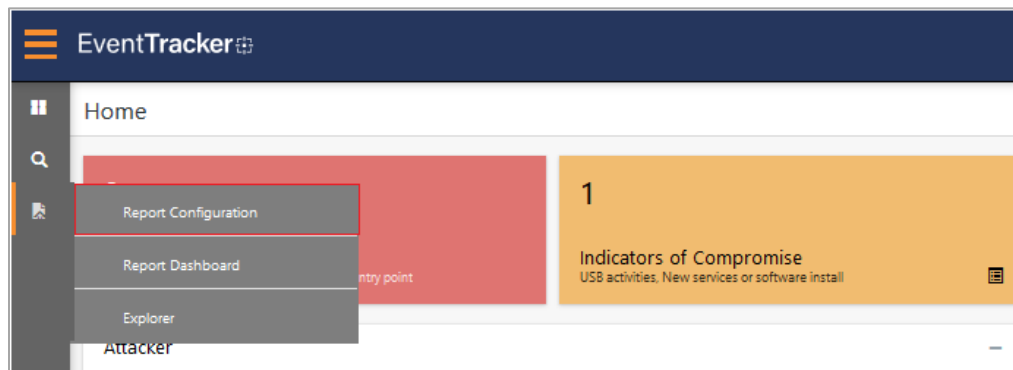 EventTracker
Home
Report Configuration
Report Dashboard
Explorer
ntry point
1
Indicators of Compromise
USB activities, New services or software install
Attacker